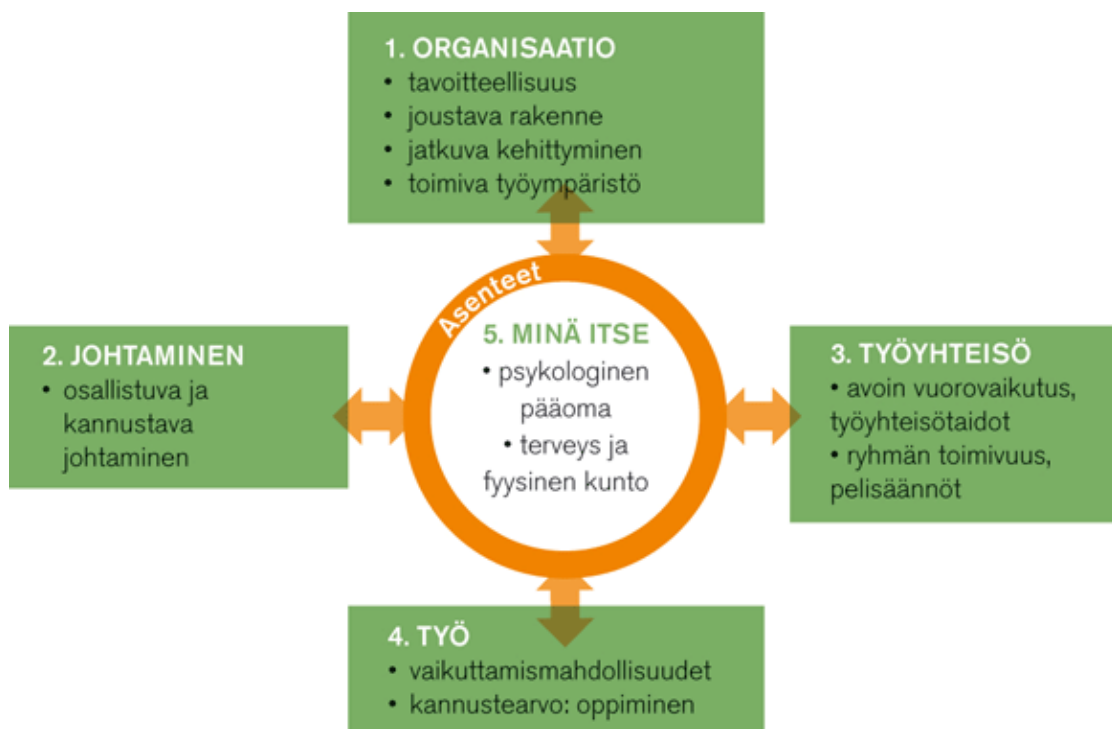 1. ORGANISAATIO
• tavoitteellisuus
• joustava rakenne
• jatkuva kehittyminen
• toimiva työympäristö
Asenteet
2. JOHTAMINEN
• osallistuva ja
kannustava
johtaminen
5. MINÄ ITSE
• psykologinen
pääoma
• terveys ja
fyysinen kunto
3. TYÖYHTEISÖ
• avoin vuorovaikutus,
työyhteisötaidot
• ryhmän toimivuus,
pelisäännöt
4. TYÖ
• vaikuttamismahdollisuudet
• kannustearvo: oppiminen